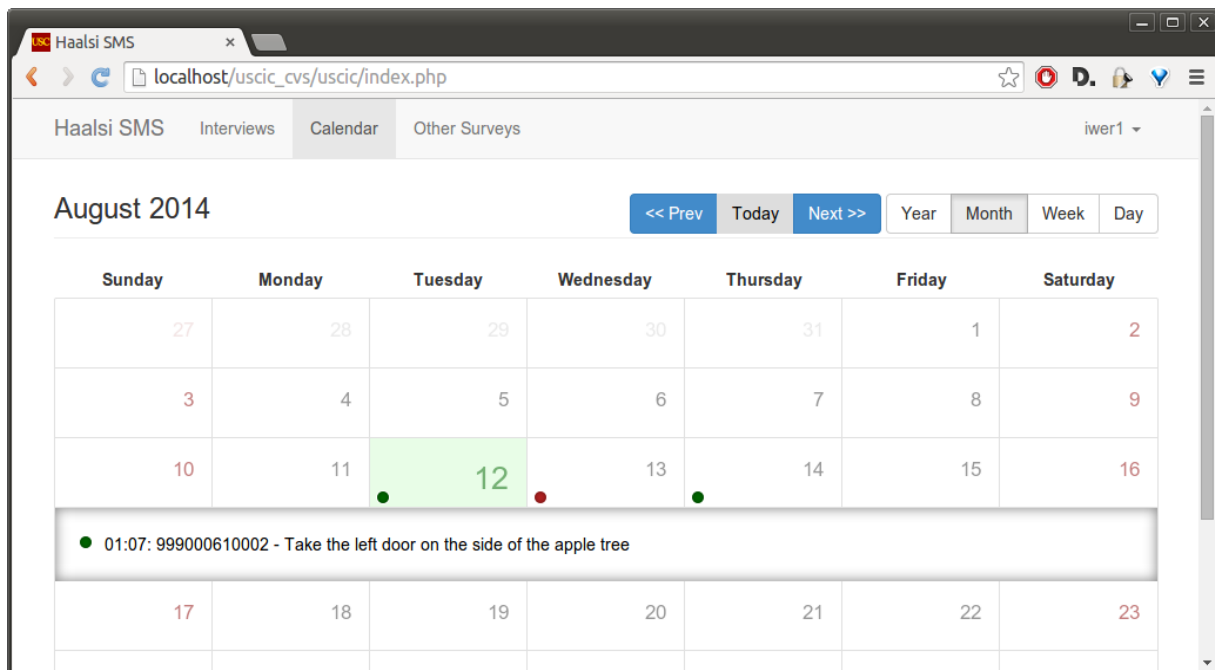 USC Haalsi SMS ×
localhost/uscic_cvs/uscic/index.php D.
Haalsi SMS Interviews Calendar Other Surveys iwer1
August 2014 << Prev Today Next >> Year Month Week Day
Sunday Monday Tuesday Wednesday Thursday Friday Saturday
27 28 29 30 31 1 2
3 4 5 6 7 8 9
10 11 12 13 14 15 16
01:07: 999000610002 - Take the left door on the side of the apple tree
17 18 19 20 21 22 23